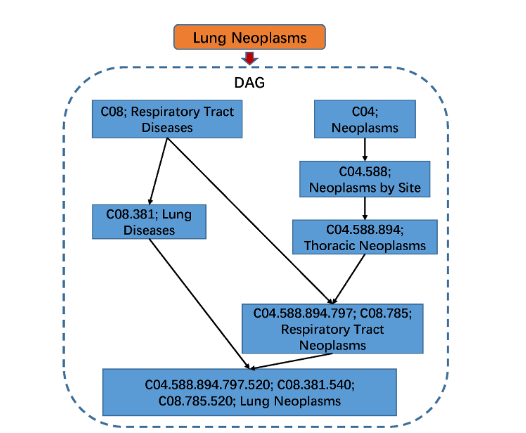 Lung Neoplasms
DAG
C08; Respiratory Tract
Diseases
C04;
Neoplasms
C04.588;
Neoplasms by Site
C08.381; Lung
Diseases
C04.588.894;
Thoracic Neoplasms
C04.588.894.797; C08.785;
Respiratory Tract
Neoplasms
C04.588.894.797.520; C08.381.540;
C08.785.520; Lung Neoplasms